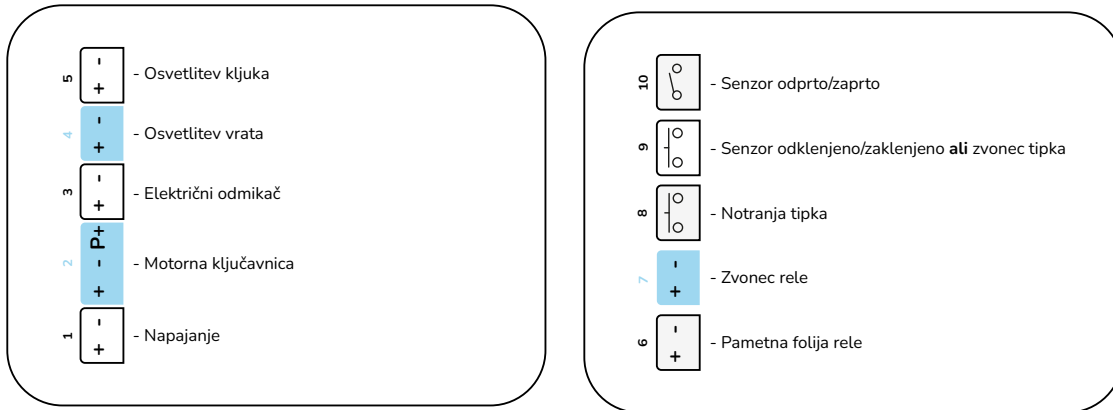 5 + - - Osvetlitev kljuka
4 + - - Osvetlitev vrata
3 + - - Električni odmikač
2 + - P+ - Motorna ključavnica
1 + - - Napajanje
10 - Senzor odprto/zaprto
9 - Senzor odklenjeno/zaklenjeno ali zvonec tipka
8 - Notranja tipka
7 + - - Zvonec rele
6 + - - Pametna folija rele